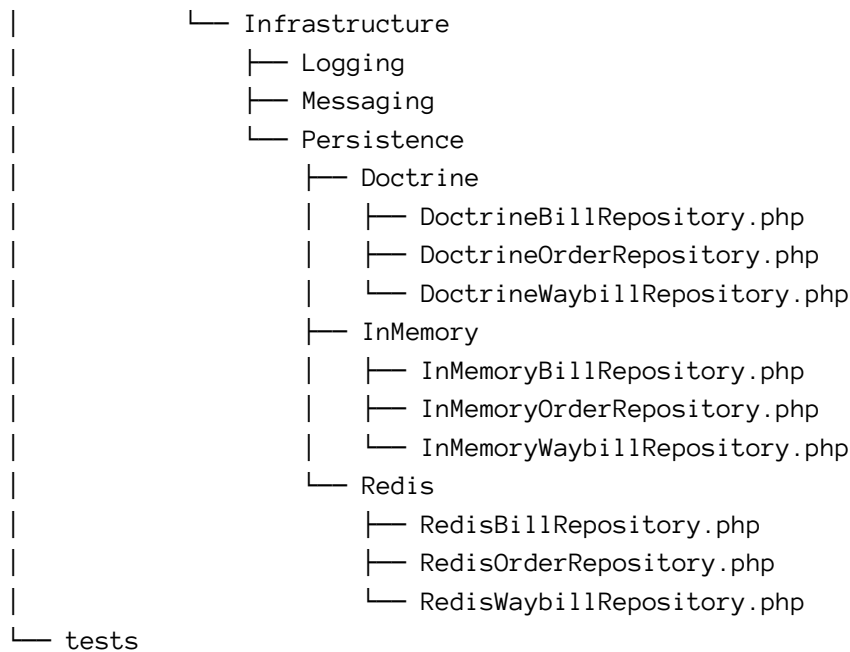 │           └── Infrastructure
│               ├── Logging
│               ├── Messaging
│               └── Persistence
│                   ├── Doctrine
│                   │   ├── DoctrineBillRepository.php
│                   │   ├── DoctrineOrderRepository.php
│                   │   └── DoctrineWaybillRepository.php
│                   ├── InMemory
│                   │   ├── InMemoryBillRepository.php
│                   │   ├── InMemoryOrderRepository.php
│                   │   └── InMemoryWaybillRepository.php
│                   └── Redis
│                       ├── RedisBillRepository.php
│                       ├── RedisOrderRepository.php
│                       └── RedisWaybillRepository.php
└── tests